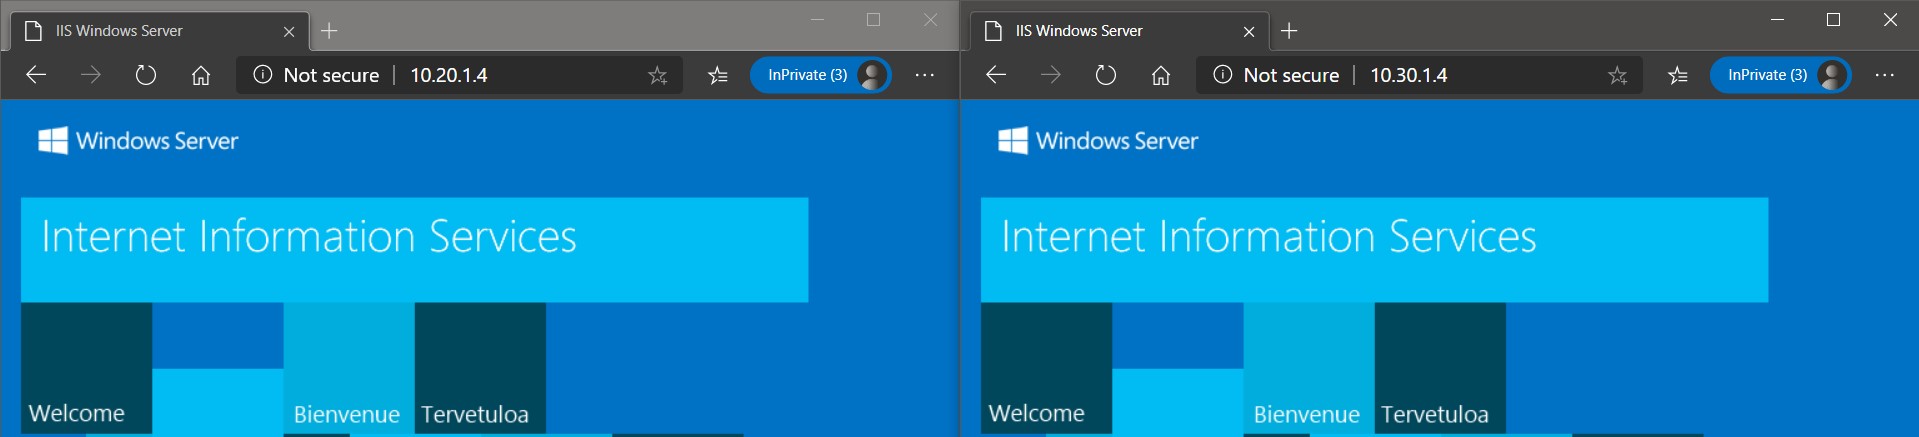 IIS Windows Server
Not secure | 10.20.1.4
InPrivate (3)
Windows Server
Internet Information Services
Welcome
Bienvenue
Tervetuloa
IIS Windows Server
Not secure | 10.30.1.4
InPrivate (3)
Windows Server
Internet Information Services
Welcome
Bienvenue
Tervetuloa